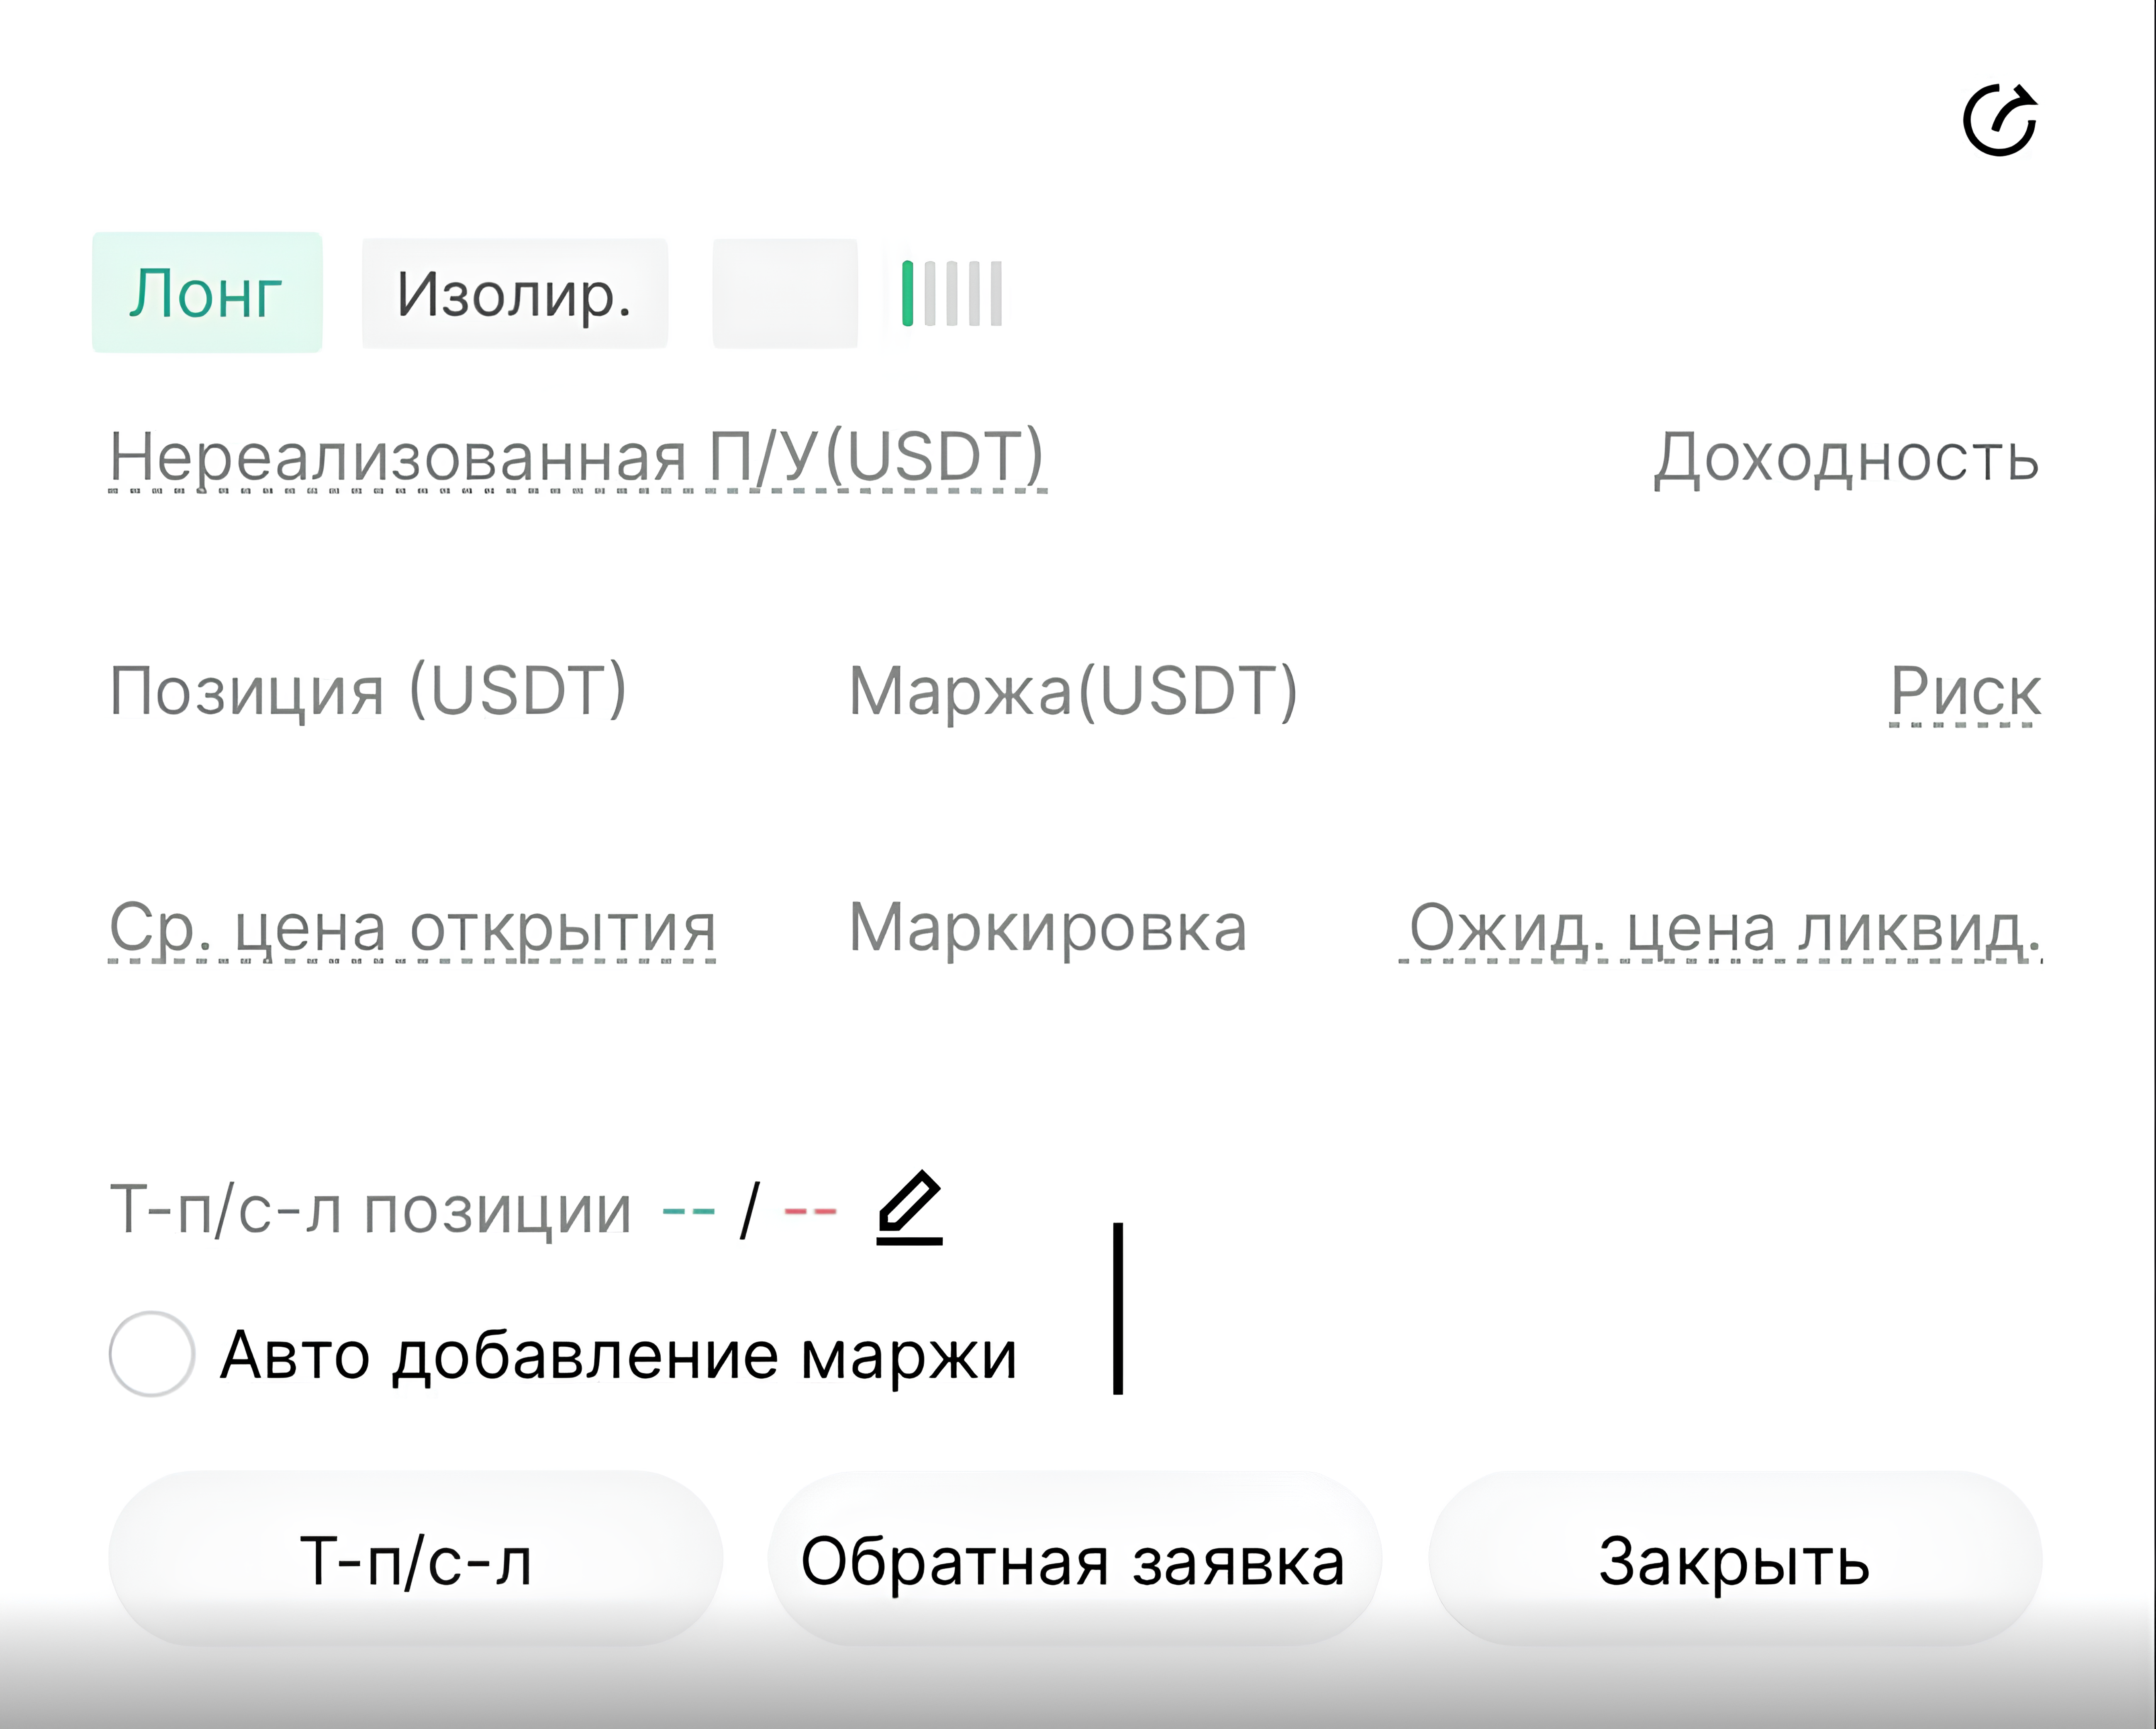 Лонг Изолир.
Нереализованная П/У(USDT) Доходность
Позиция (USDT) Маржа(USDT) Риск
Ср. цена открытия Маркировка Ожид. цена ликвид.
Т-п/с-л позиции -- / --
Авто добавление маржи
Т-п/с-л Обратная заявка Закрыть